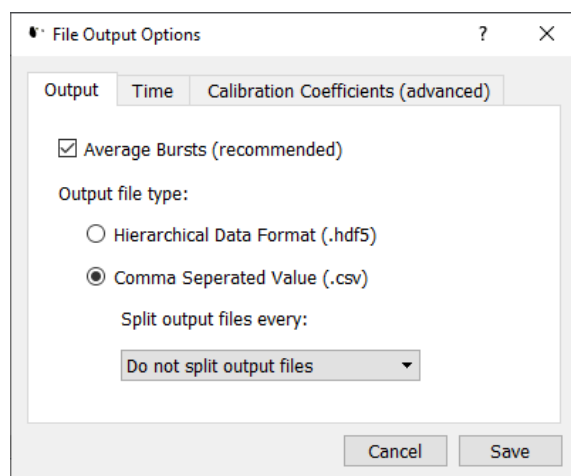 File Output Options
?
Output
Time
Calibration Coefficients (advanced)
Average Bursts (recommended)
Output file type:
Hierarchical Data Format (.hdf5)
Comma Seperated Value (.csv)
Split output files every:
Do not split output files
Cancel
Save